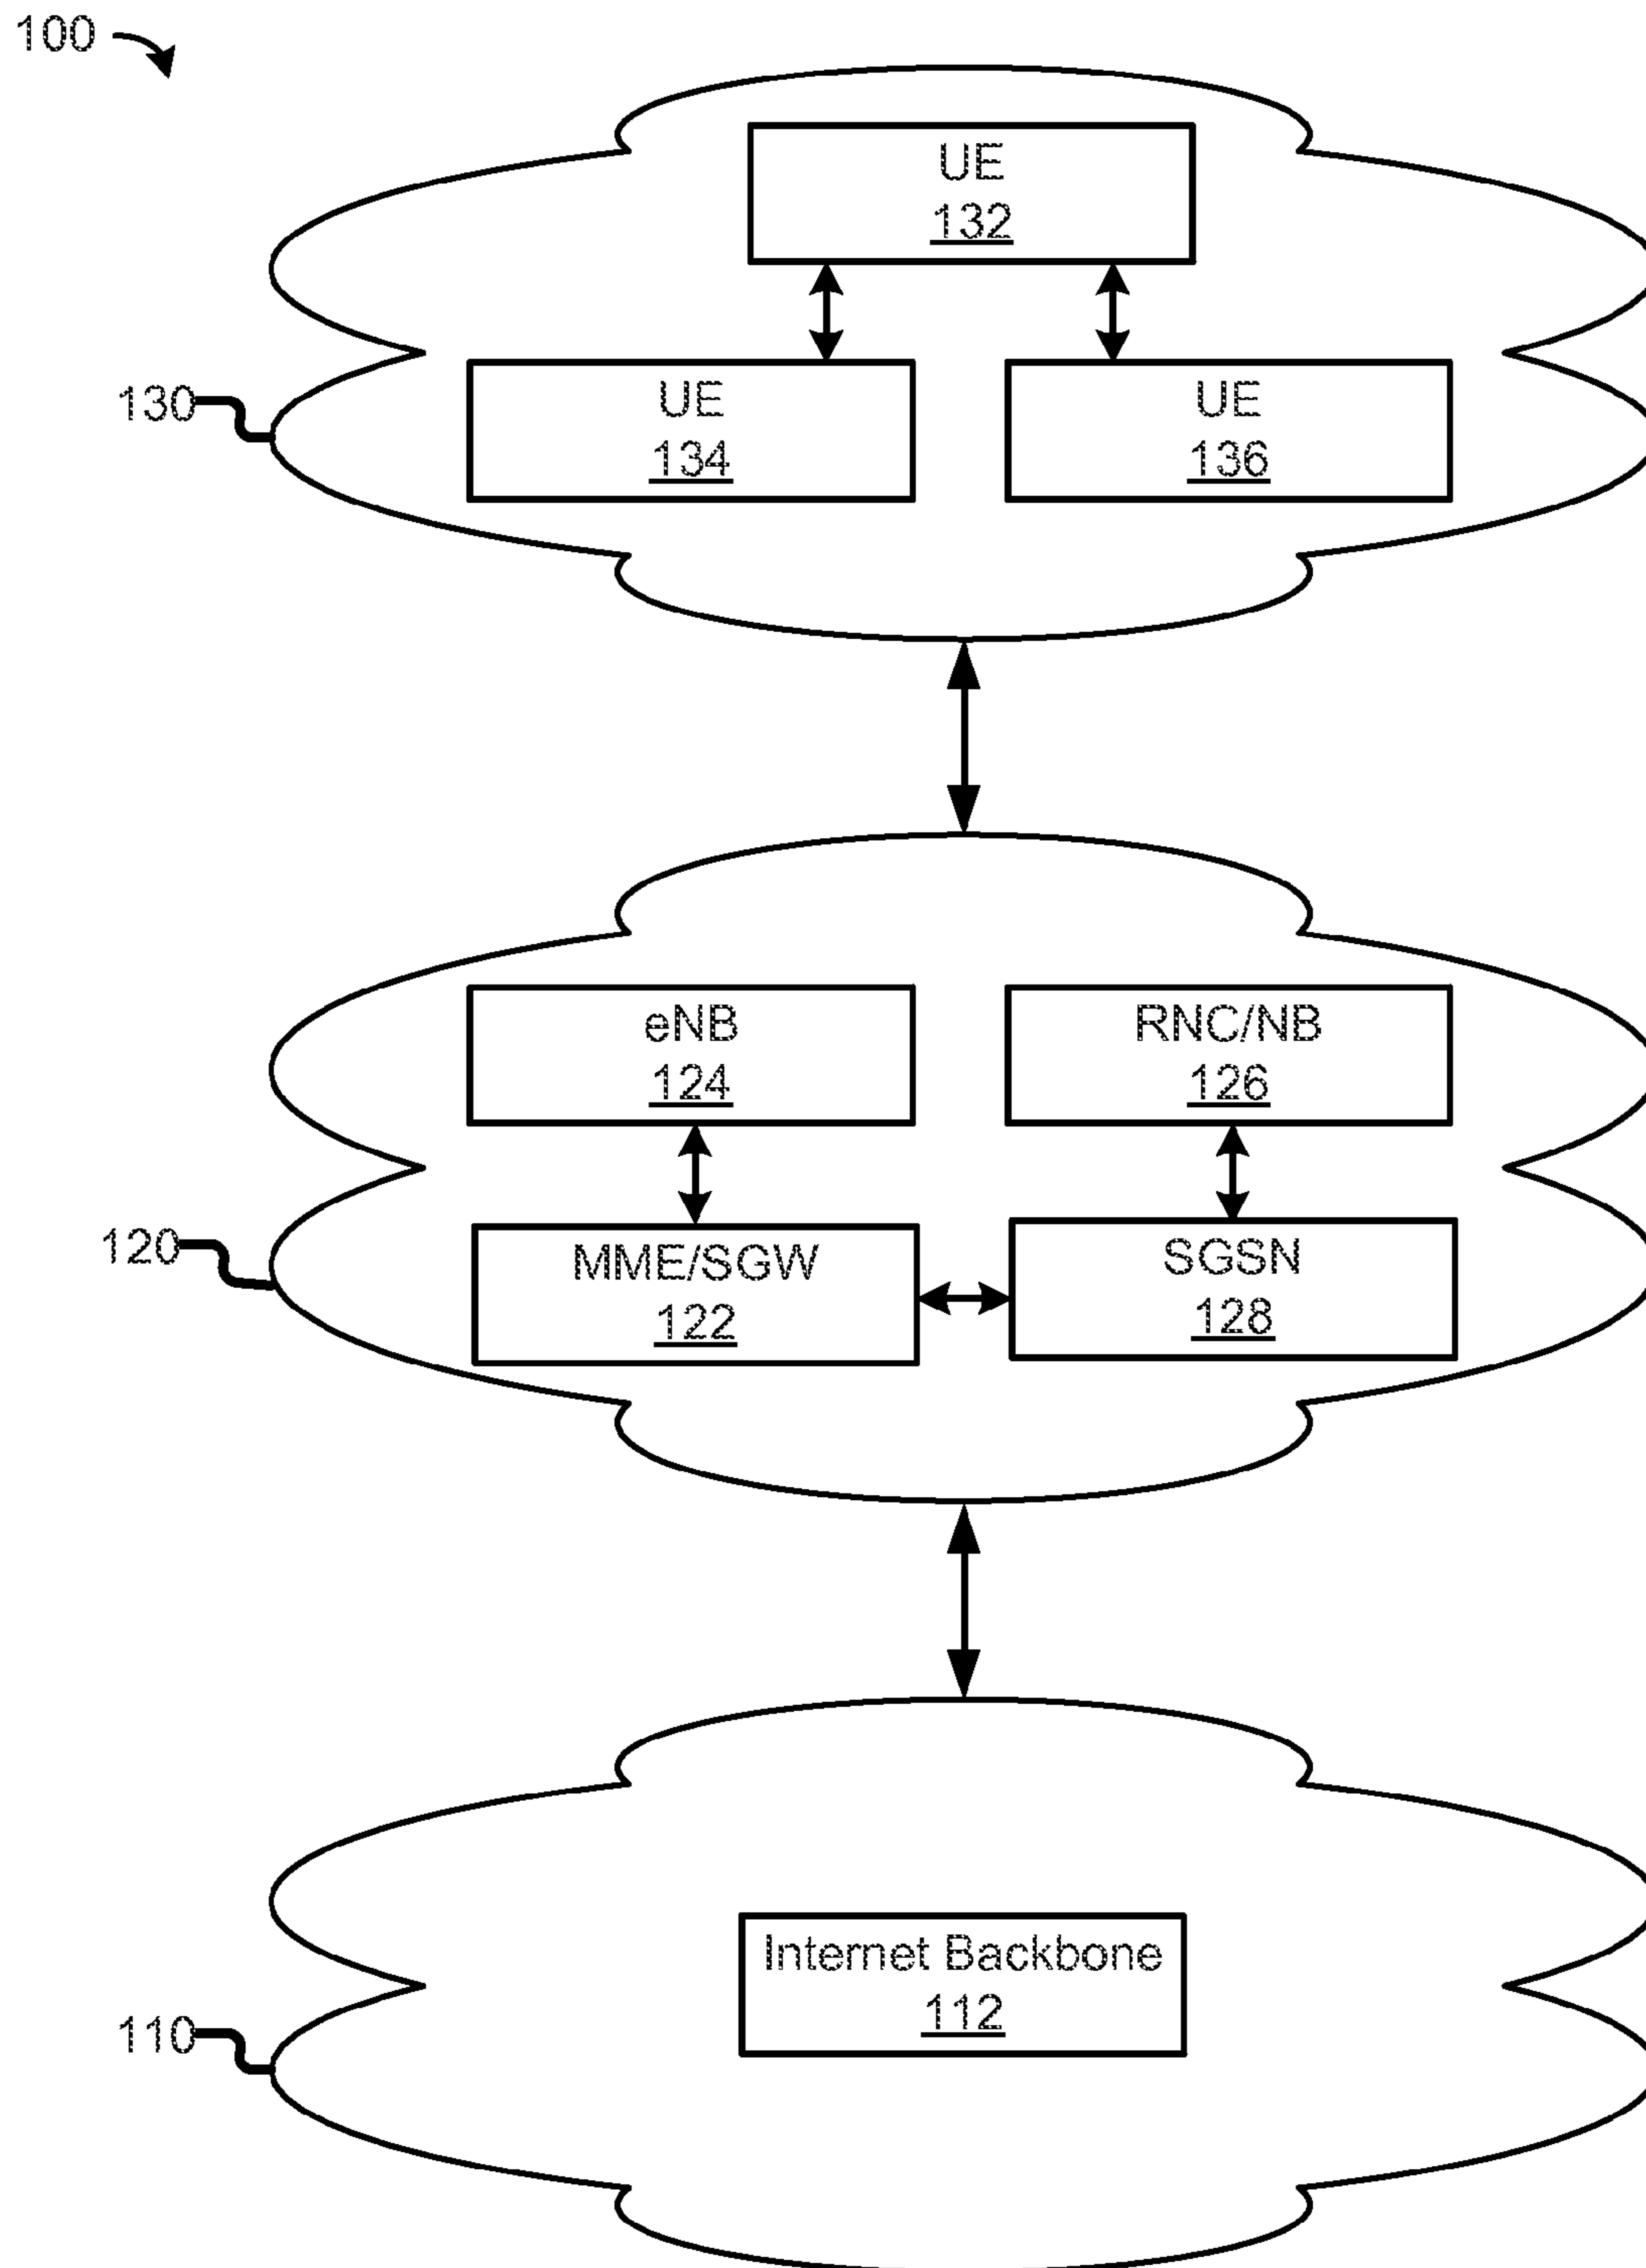 100
UE
132
UE
134
UE
136
130
eNB
124
RNC/NB
126
MME/SGW
122
SGSN
128
120
Internet Backbone
112
110